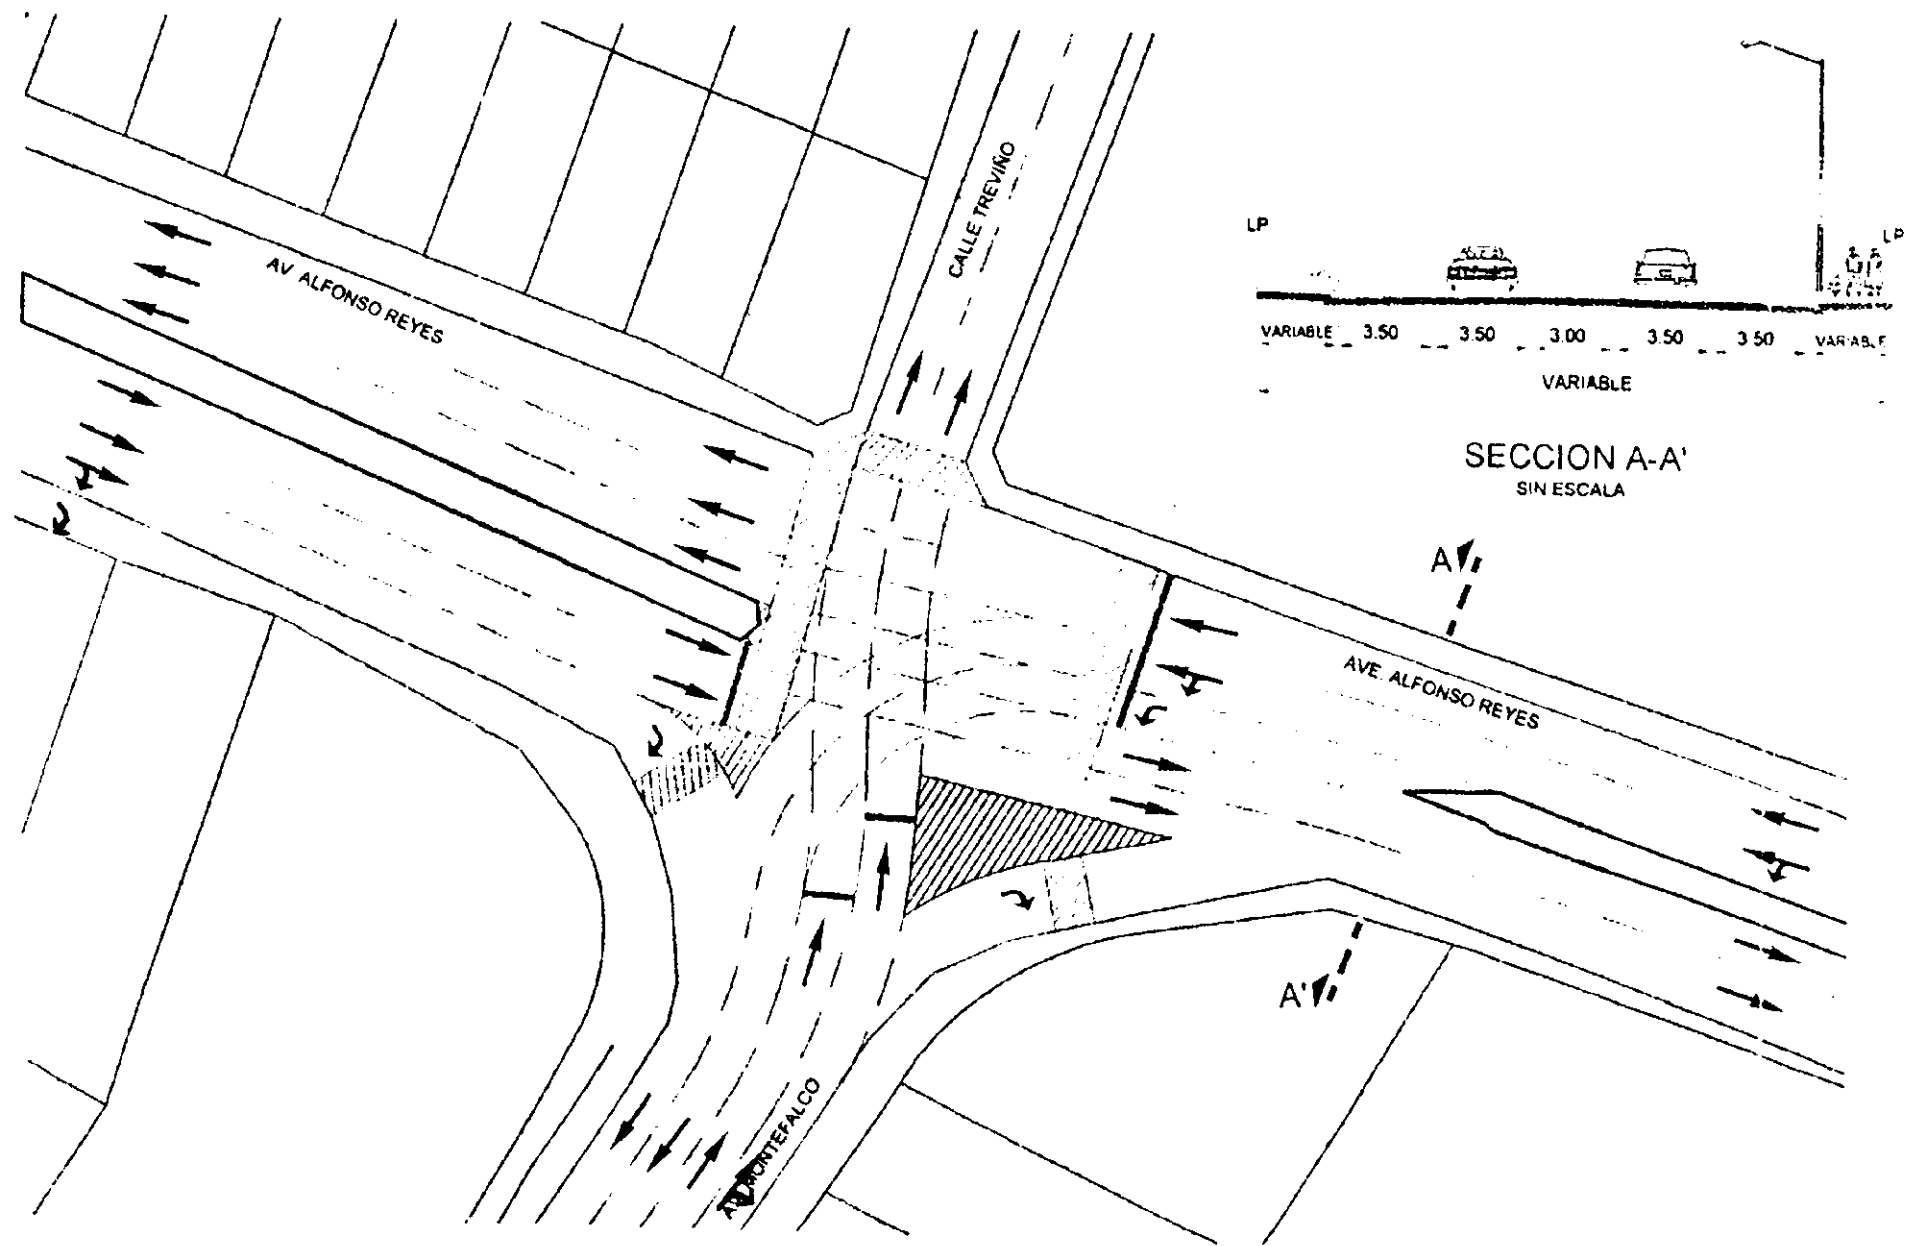 CALLE TREVIÑO
AV ALFONSO REYES
LP
LP
VARIABLE 3.50 3.50 3.00 3.50 3 50 VARIABLE
VARIABLE
SECCION A-A'
SIN ESCALA
A
AVE. ALFONSO REYES
A'
MONTEFALCO